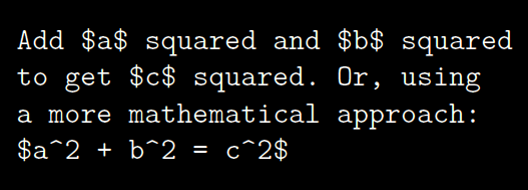 Add $a$ squared and $b$ squared
to get $c$ squared. Or, using
a more mathematical approach:
$a^2 + b^2 = c^2$